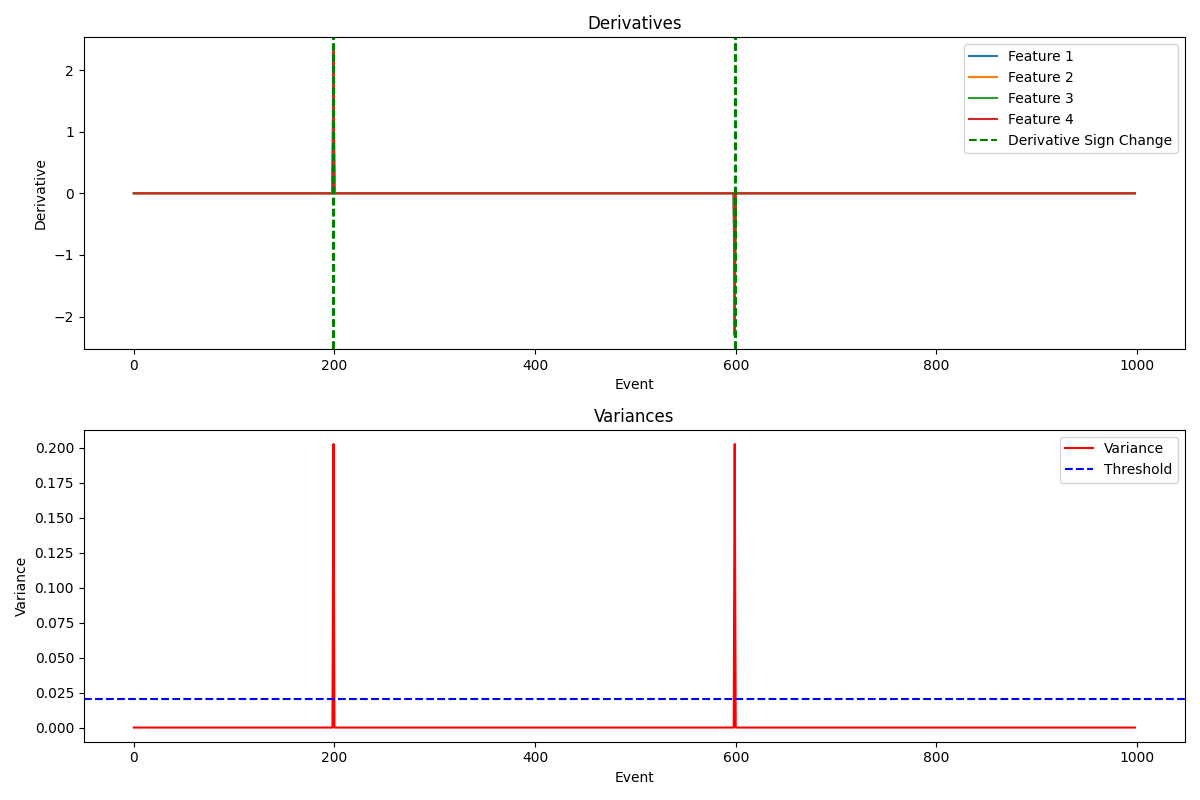 Derivatives
Derivative
2
1
0
−1
−2
Feature 1
Feature 2
Feature 3
Feature 4
Derivative Sign Change
0 200 400 600 800 1000
Event
Variances
Variance
0.200
0.175
0.150
0.125
0.100
0.075
0.050
0.025
0.000
Variance
Threshold
0 200 400 600 800 1000
Event